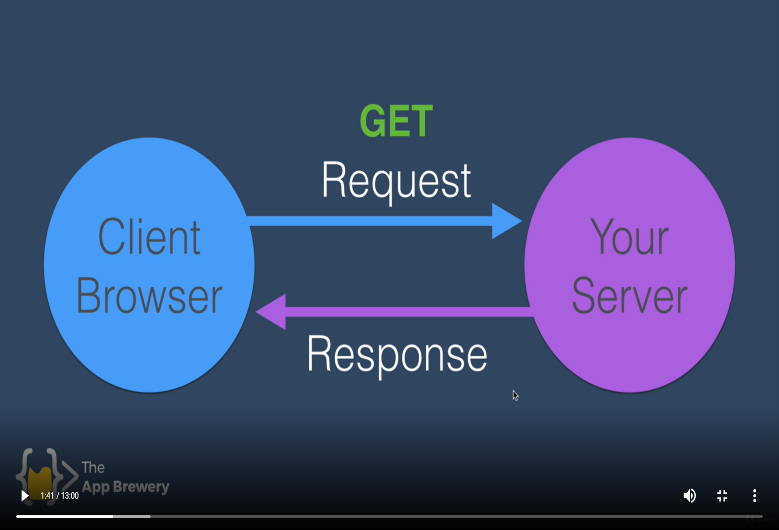 GET
Request
Client
Browser
Your
Server
Response
The
App Brewery
1:41 / 13:00